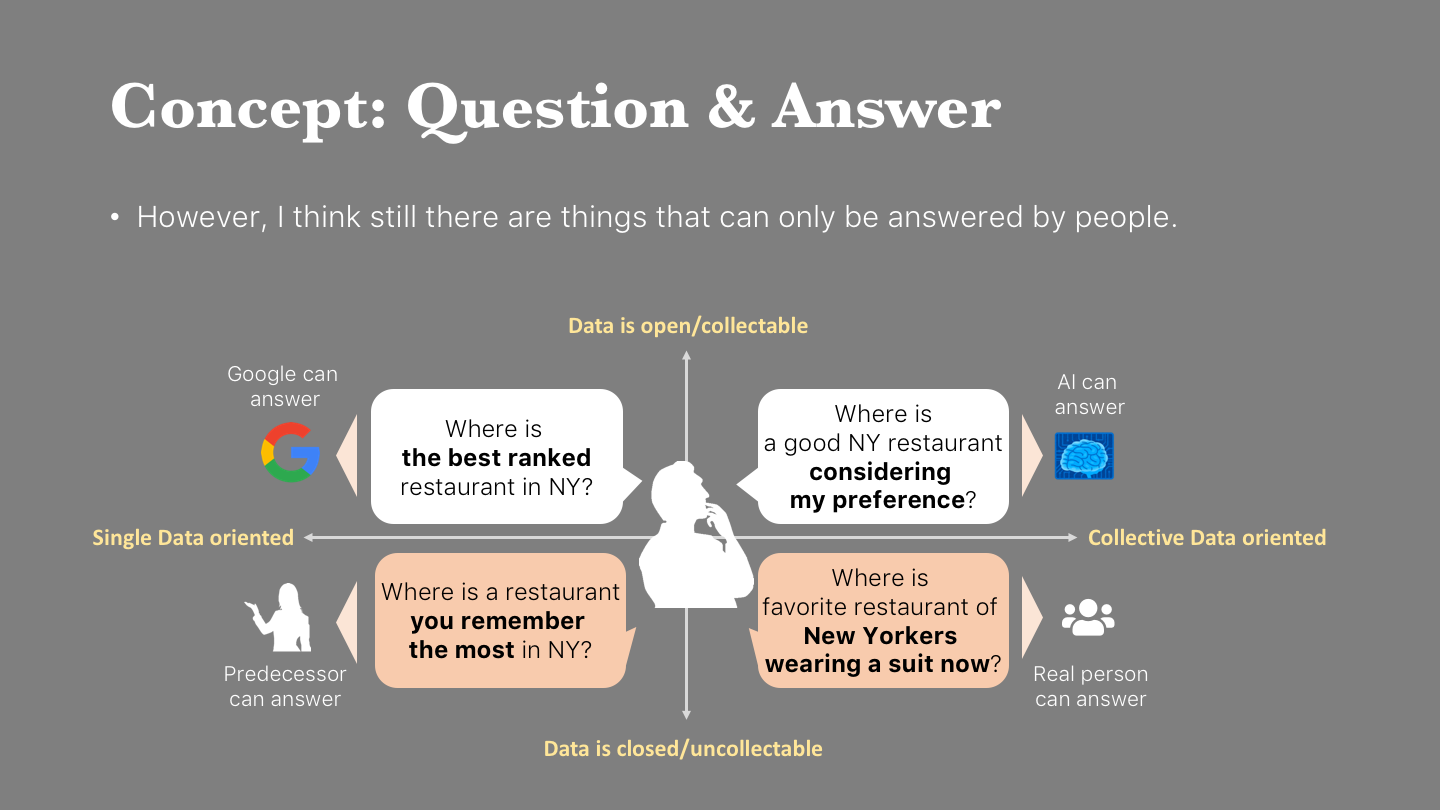 Concept: Question & Answer
• However, I think still there are things that can only be answered by people.
Data is open/collectable
Google can
answer
Where is
the best ranked
restaurant in NY?
Where is
a good NY restaurant
considering
my preference?
AI can
answer
Single Data oriented
Collective Data oriented
Where is a restaurant
you remember
the most in NY?
Predecessor
can answer
Where is
favorite restaurant of
New Yorkers
wearing a suit now?
Real person
can answer
Data is closed/uncollectable